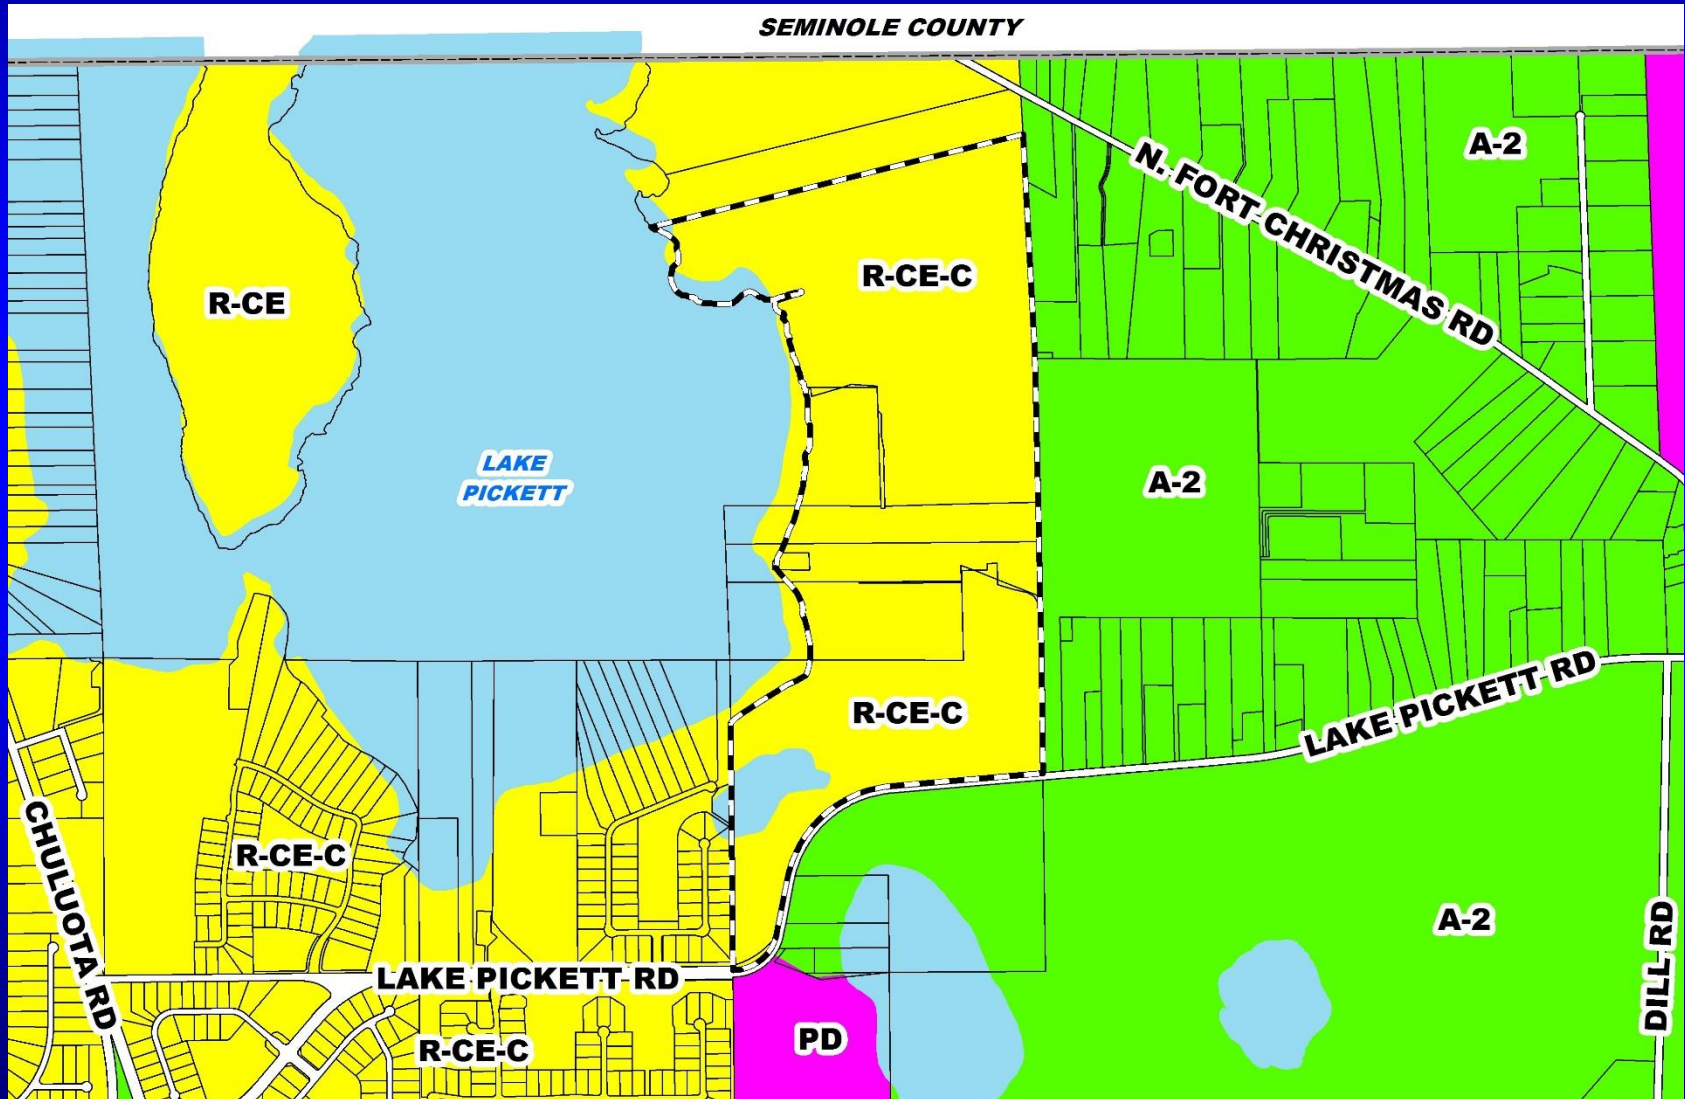 SEMINOLE COUNTY
A-2
N. FORT CHRISTMAS RD
R-CE-C
R-CE
LAKE
PICKETT
A-2
LAKE PICKETT RD
R-CE-C
CHULUOTA RD
R-CE-C
A-2
DILL RD
LAKE PICKETT RD
PD
R-CE-C